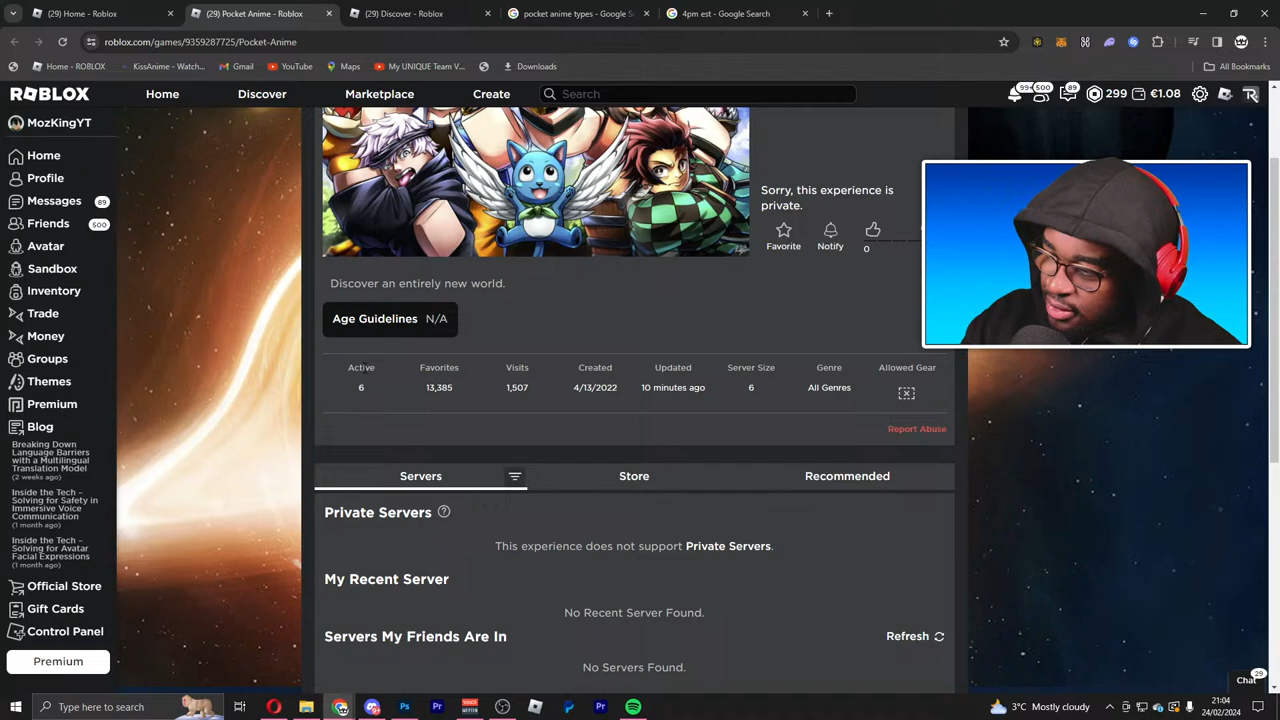 (29) Home - Roblox
(29) Pocket Anime - Roblox
(29) Discover - Roblox
pocket anime types - Google Se
4pm est - Google Search
roblox.com/games/9359287725/Pocket-Anime
Home - ROBLOX
KissAnime - Watch...
Gmail
YouTube
Maps
My UNIQUE Team V...
Downloads
All Bookmarks
ROBLOX
Home
Discover
Marketplace
Create
Search
99+
500
89
299
€1.08
MozKingYT
Home
Profile
Messages 89
Friends 500
Avatar
Sandbox
Inventory
Trade
Money
Groups
Themes
Premium
Blog
Breaking Down
Language Barriers
with a Multilingual
Translation Model
(2 weeks ago)
Inside the Tech -
Solving for Safety in
Immersive Voice
Communication
(1 month ago)
Inside the Tech -
Solving for Avatar
Facial Expressions
(1 month ago)
Official Store
Gift Cards
Control Panel
Premium
Sorry, this experience is
private.
Favorite
Notify
0
Discover an entirely new world.
Age Guidelines N/A
Active Favorites Visits Created Updated Server Size Genre Allowed Gear
6 13,385 1,507 4/13/2022 10 minutes ago 6 All Genres
Report Abuse
Servers
Store
Recommended
Private Servers
This experience does not support Private Servers.
My Recent Server
No Recent Server Found.
Servers My Friends Are In
Refresh
No Servers Found.
Chat
29
Type here to search
3°C Mostly cloudy
21:04
24/02/2024